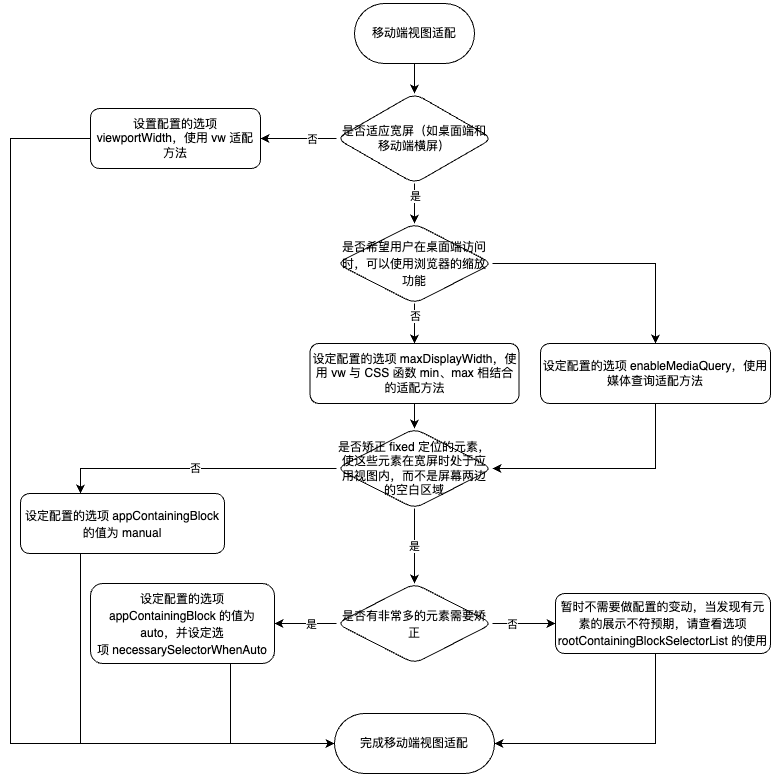 移动端视图适配
是否适应宽屏（如桌面端和
移动端横屏）
否
设置配置的选项
viewportWidth，使用 vw 适配
方法
是
是否希望用户在桌面端访问
时，可以使用浏览器的缩放
功能
否
设定配置的选项 maxDisplayWidth，使
用 vw 与 CSS 函数 min、max 相结合
的适配方法
设定配置的选项 enableMediaQuery，使用
媒体查询适配方法
是否矫正 fixed 定位的元素，
使这些元素在宽屏时处于应
用视图内，而不是屏幕两边
的空白区域
否
设定配置的选项 appContainingBlock
的值为 manual
是
是否有非常多的元素需要矫
正
是
设定配置的选项
appContainingBlock 的值为
auto，并设定选
项 necessarySelectorWhenAuto
否
暂时不需要做配置的变动，当发现有元
素的展示不符预期，请查看选项
rootContainingBlockSelectorList 的使用
完成移动端视图适配